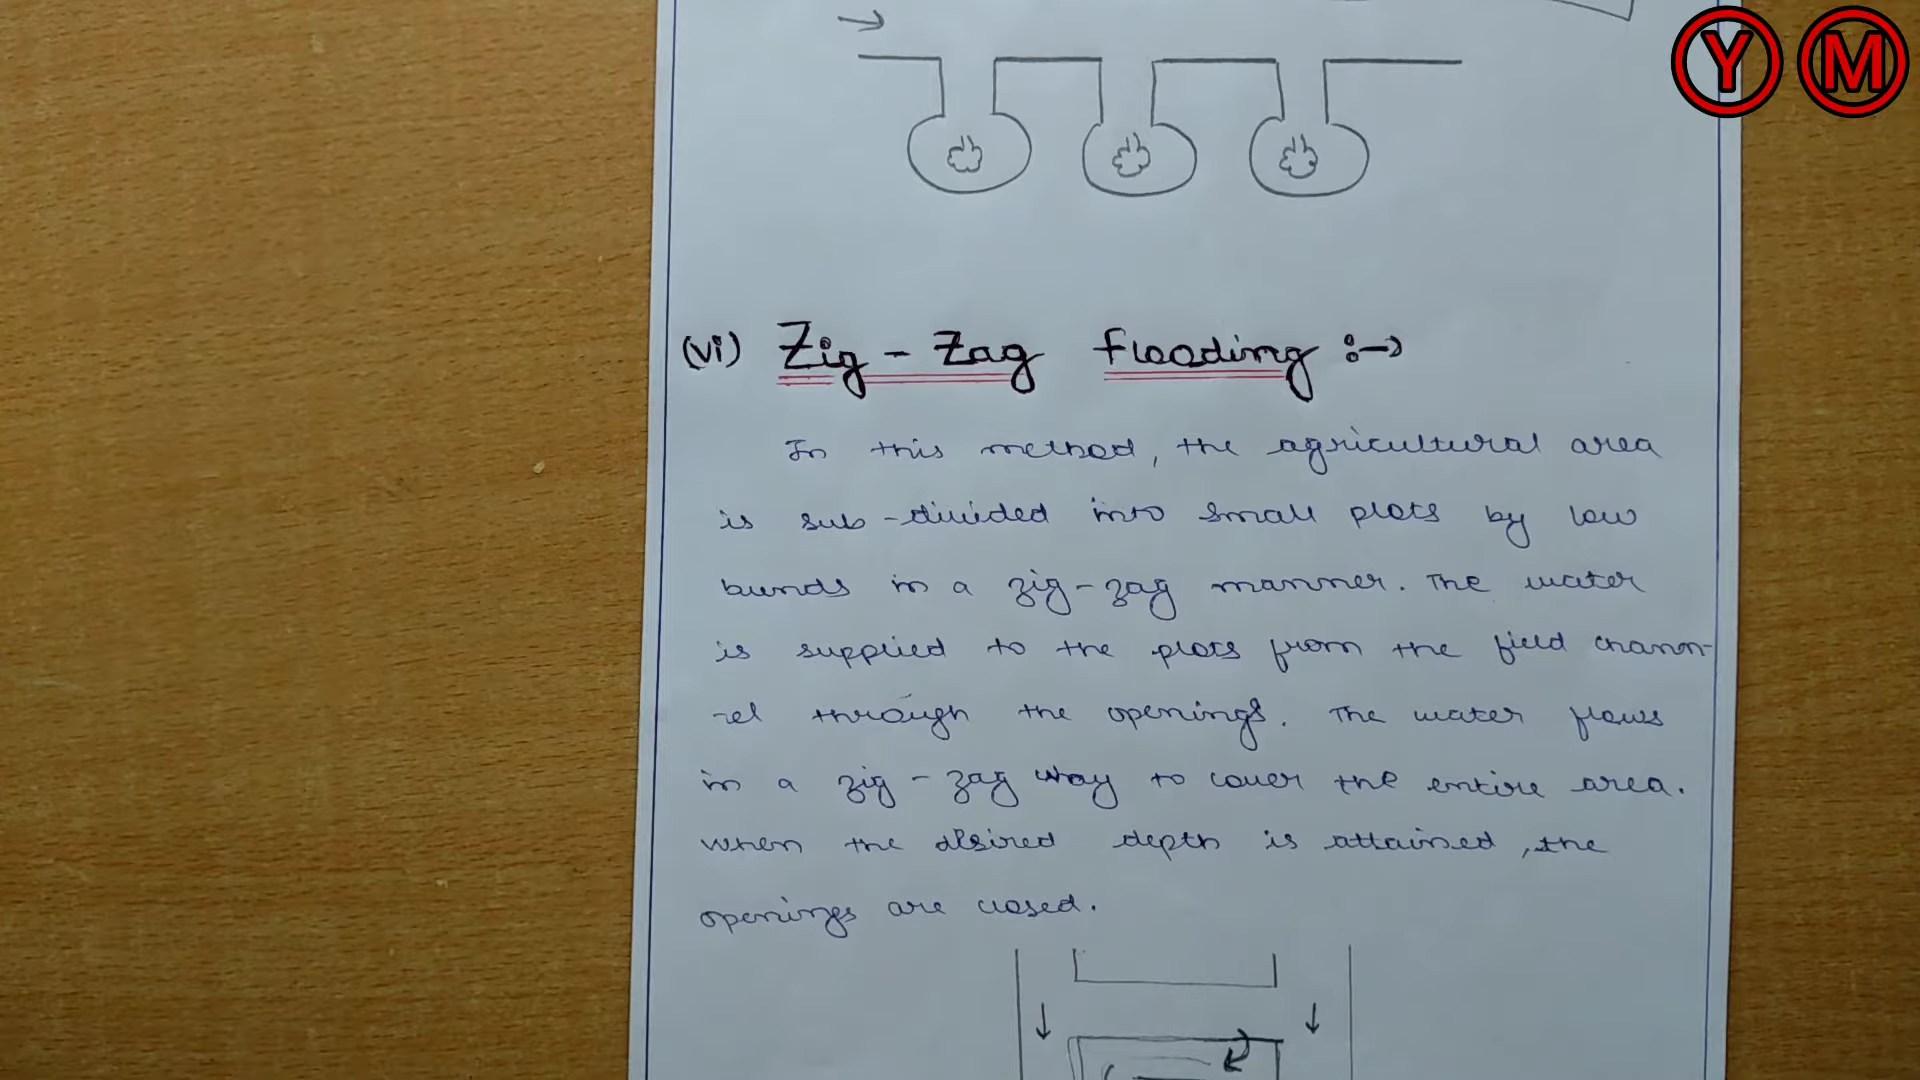 Y M
(vi) Zig-Zag flooding :→
In this method, the agricultural area
is sub-divided into small plots by low
bunds in a zig-zag manner. The water
is supplied to the plots from the field chann-
-el through the openings. The water flows
in a zig-zag way to cover the entire area.
when the desired depth is attained, the
openings are closed.